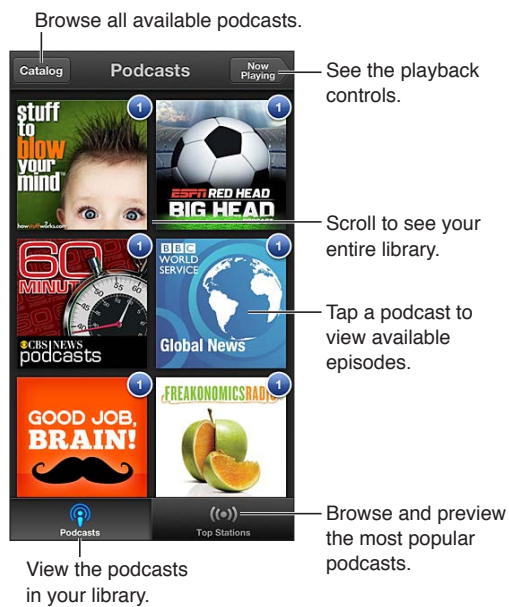 Browse all available podcasts.
Catalog
Podcasts
Now
Playing
See the playback
controls.
1
1
stuff
to
blow
your
mind
howstuffworks.com
ESPN RED HEAD
BIG HEAD
Scroll to see your
entire library.
1
1
60
MINUT
CBS NEWS
podcasts
BBC
WORLD
SERVICE
Global News
Tap a podcast to
view available
episodes.
1
1
GOOD JOB,
BRAIN!
FREAKONOMICS RADIO
Podcasts
Top Stations
Browse and preview
the most popular
podcasts.
View the podcasts
in your library.